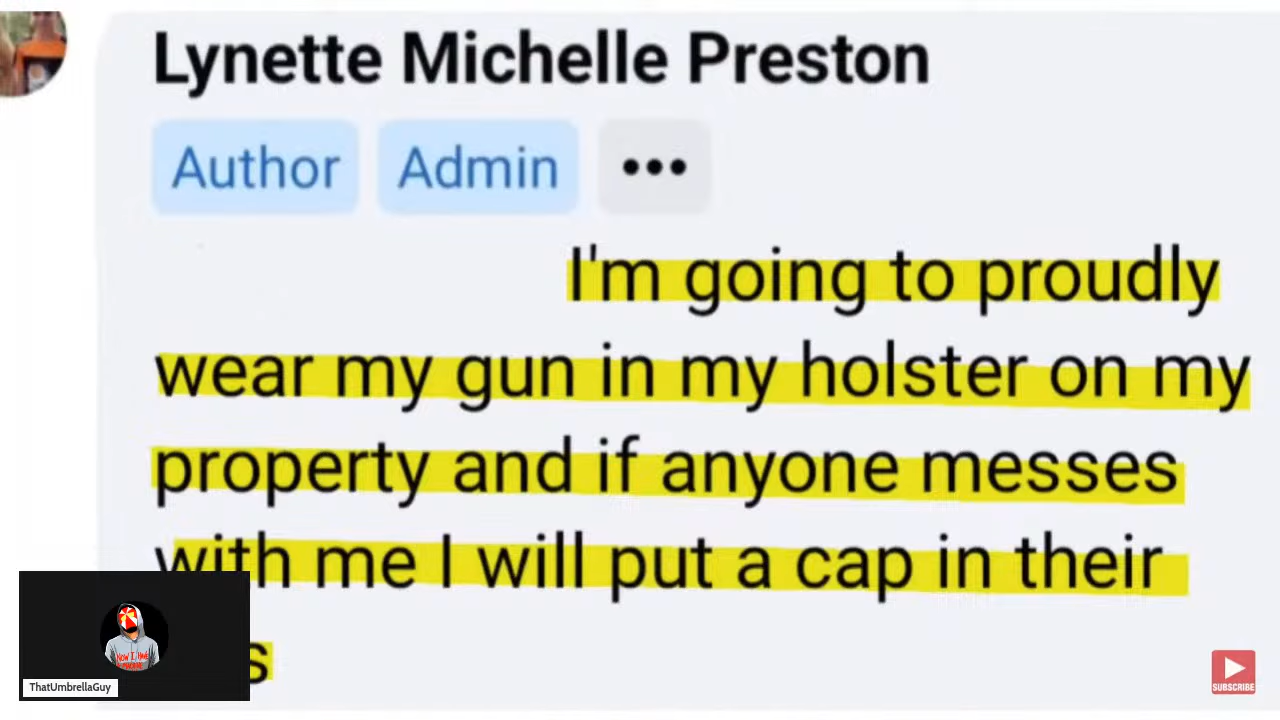 Lynette Michelle Preston
Author Admin •••
I'm going to proudly
wear my gun in my holster on my
property and if anyone messes
with me I will put a cap in their
ThatUmbrellaGuy
SUBSCRIBE